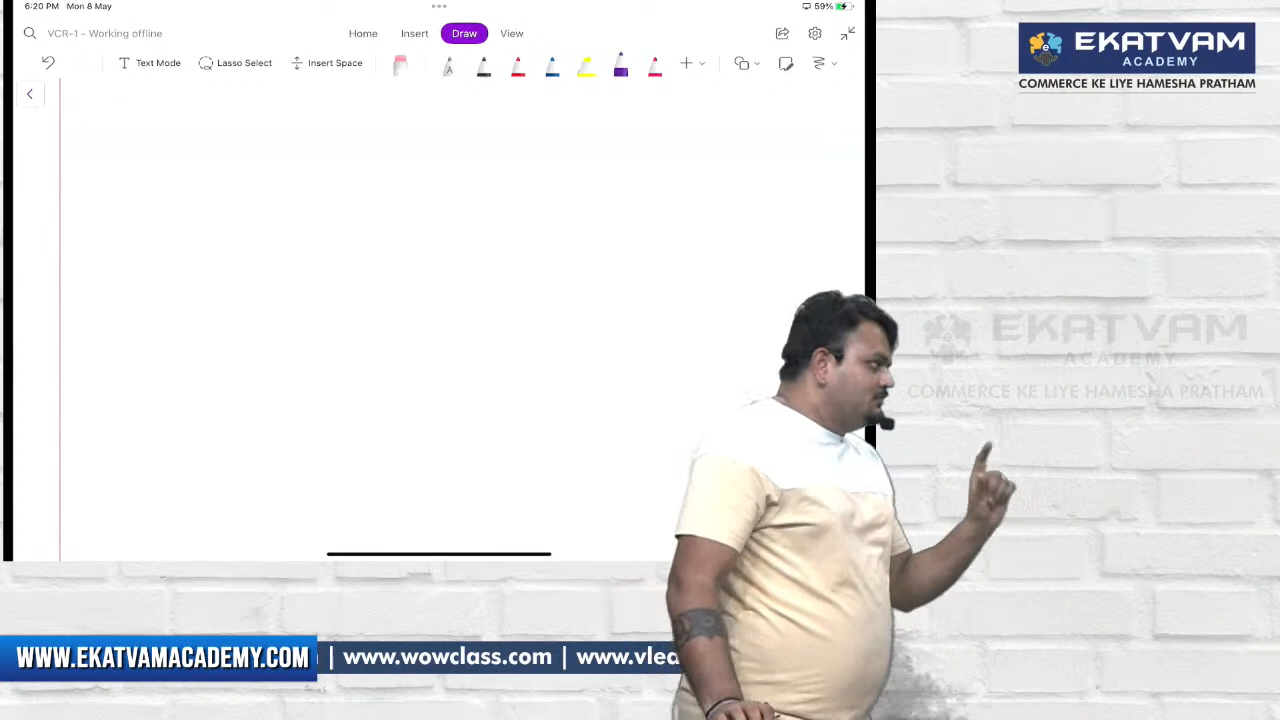 6:20 PM Mon 8 May
59%
VCR-1 - Working offline
Home
Insert
Draw
View
Text Mode
Lasso Select
Insert Space
EKATVAM
ACADEMY
COMMERCE KE LIYE HAMESHA PRATHAM
EKATVAM
ACADEMY
COMMERCE KE LIYE HAMESHA PRATHAM
WWW.EKATVAMACADEMY.COM
| www.wowclass.com | www.vled